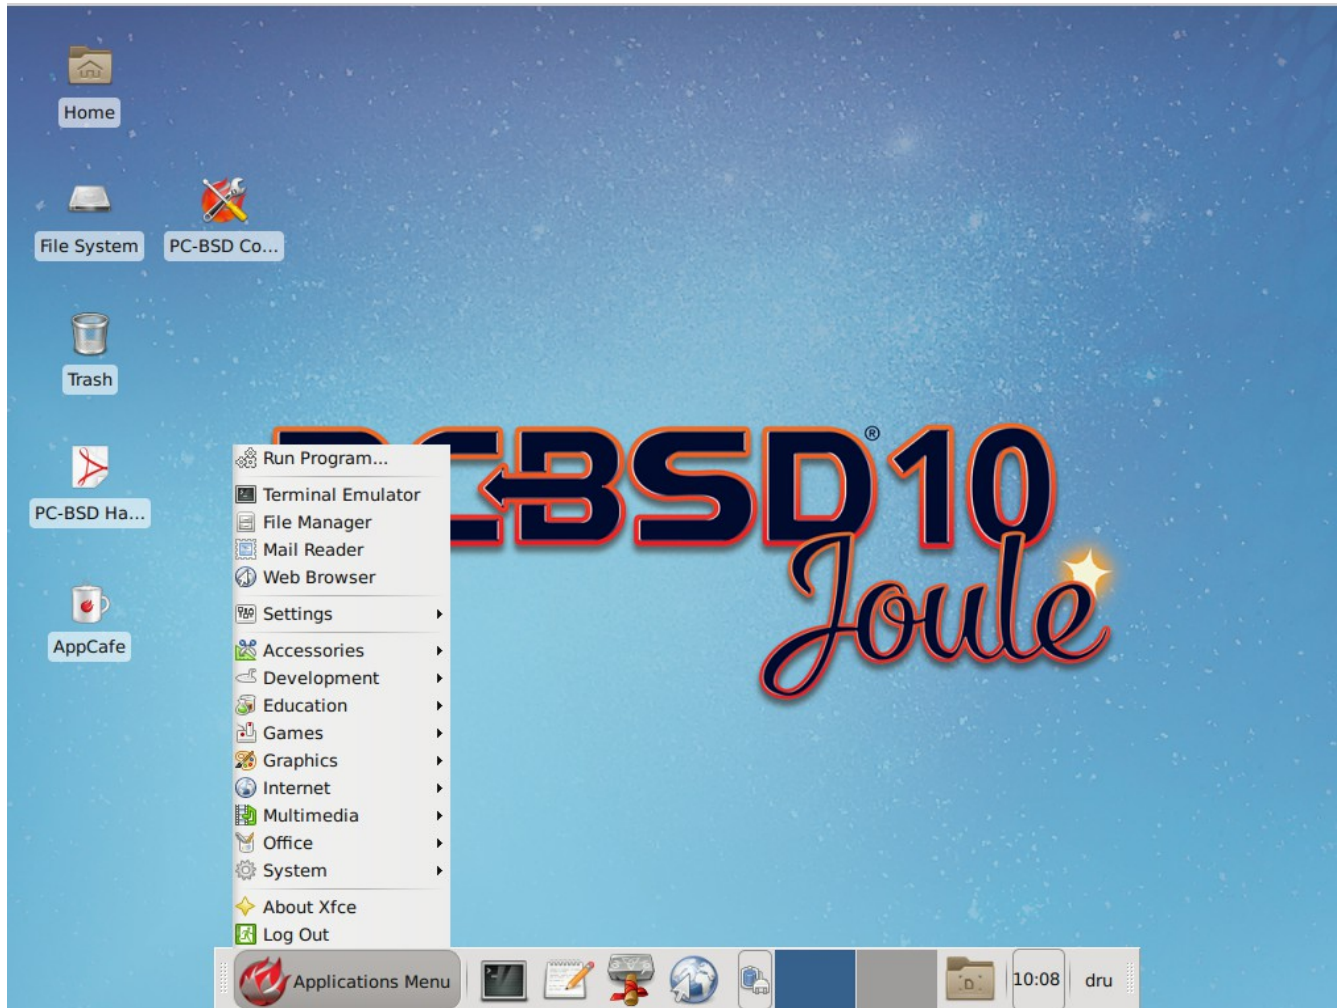 Home
File System
PC-BSD Co...
Trash
PC-BSD Ha...
AppCafe
CBSD®10
Joule
Run Program...
Terminal Emulator
File Manager
Mail Reader
Web Browser
Settings
Accessories
Development
Education
Games
Graphics
Internet
Multimedia
Office
System
About Xfce
Log Out
Applications Menu
10:08
dru